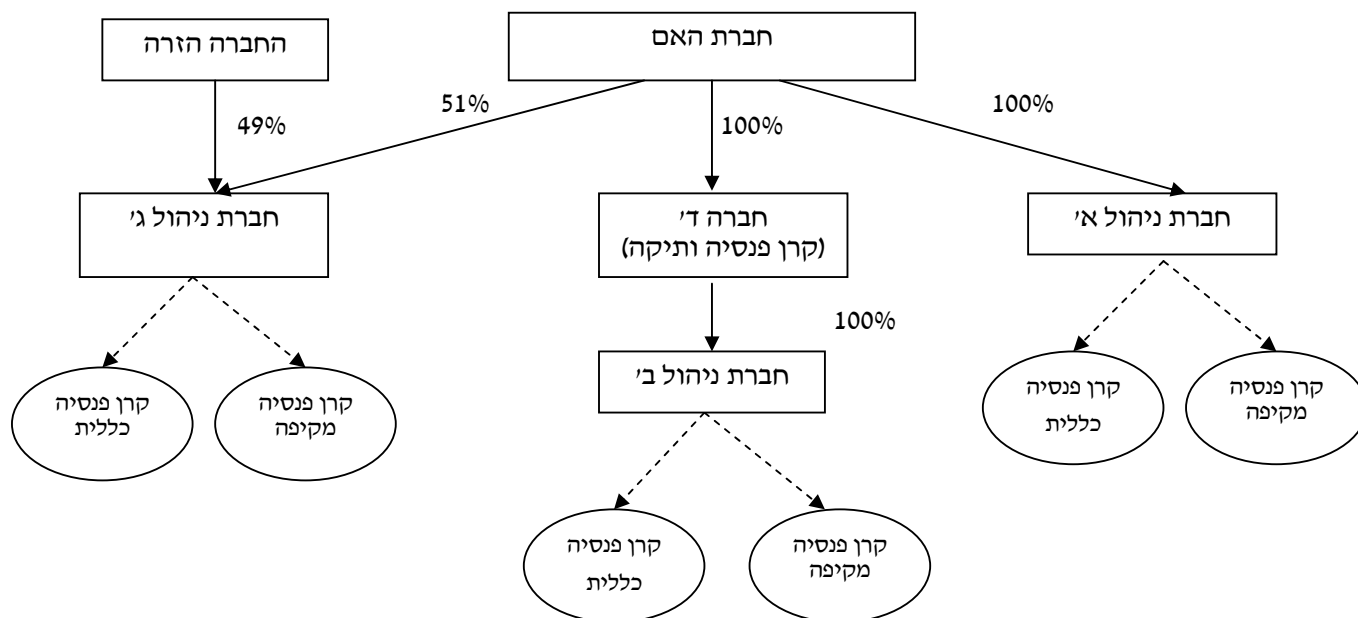 חברת האם
החברה הזרה
100%
100%
51%
49%
חברת ניהול א'
חברה ד'
(קרן פנסיה ותיקה)
חברת ניהול ג'
100%
חברת ניהול ב'
קרן פנסיה
מקיפה
קרן פנסיה
כללית
קרן פנסיה
מקיפה
קרן פנסיה
כללית
קרן פנסיה
מקיפה
קרן פנסיה
כללית